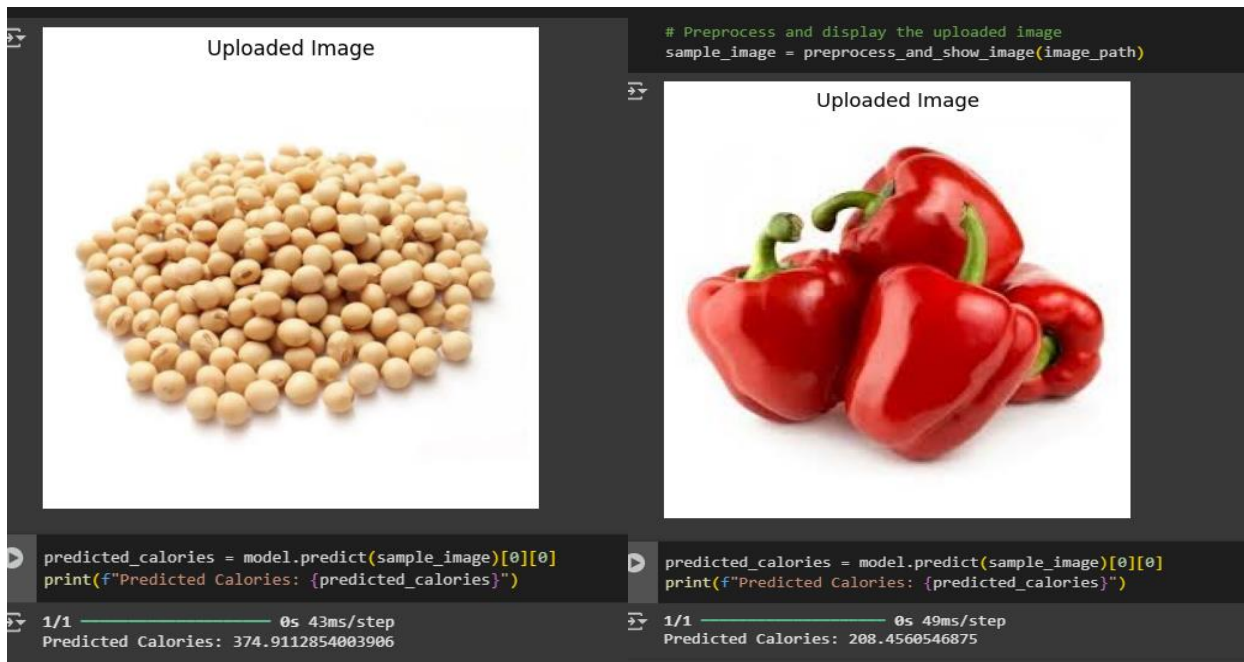 Uploaded Image
predicted_calories = model.predict(sample_image)[0][0]
print(f"Predicted Calories: {predicted_calories}")
1/1 ━━━━━━━━━━━━━━━━━━━━ 0s 43ms/step
Predicted Calories: 374.9112854003906
# Preprocess and display the uploaded image
sample_image = preprocess_and_show_image(image_path)
Uploaded Image
predicted_calories = model.predict(sample_image)[0][0]
print(f"Predicted Calories: {predicted_calories}")
1/1 ━━━━━━━━━━━━━━━━━━━━ 0s 49ms/step
Predicted Calories: 208.4560546875